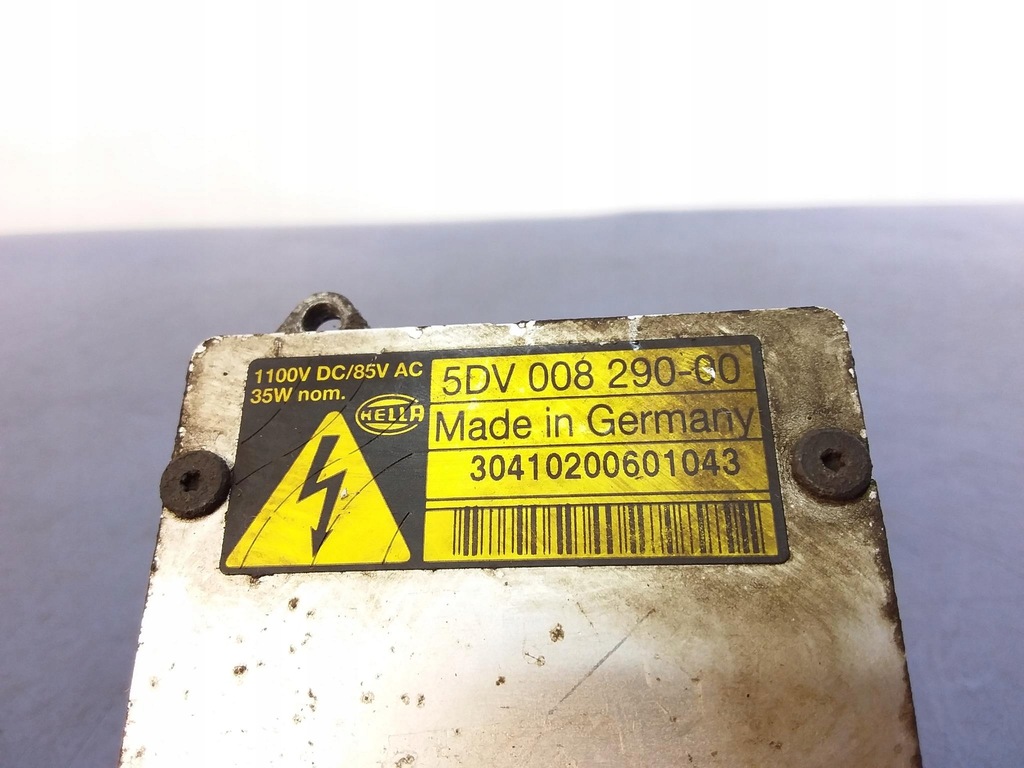 1100V DC/85V AC
35W nom.
HELLA
5DV 008 290-00
Made in Germany
30410200601043